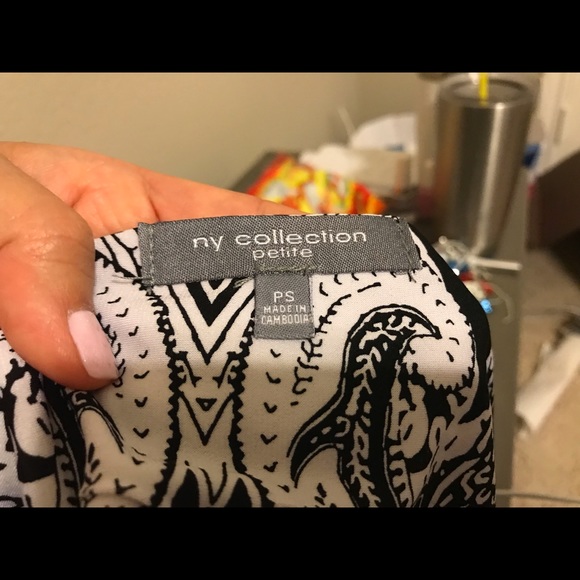 ny collection
petite
PS
MADE IN
CAMBODIA